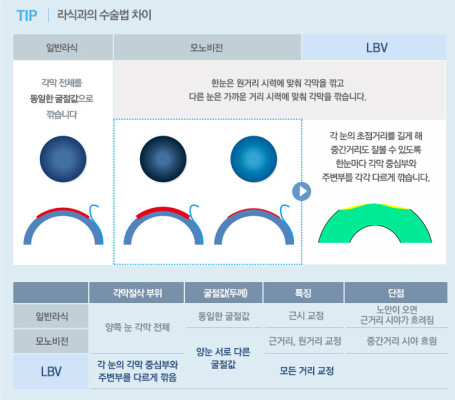 TIP 라식과의 수술법 차이
일반라식 모노비전 LBV
각막 전체를
동일한 굴절값으로
깎습니다
한눈은 원거리 시력에 맞춰 각막을 깎고
다른 눈은 가까운 거리 시력에 맞춰 각막을 깎습니다.
각 눈의 초점거리를 길게 해
중간거리도 잘볼 수 있도록
한눈마다 각막 중심부와
주변부를 각각 다르게 깎습니다.
각막절삭 부위 굴절값(두께) 특징 단점
일반라식 양쪽 눈 각막 전체 동일한 굴절값 근시 교정 노안이 오면
근거리 시야가 흐려짐
모노비전 양눈 서로 다른
굴절값 근거리, 원거리 교정 중간거리 시야 흐림
LBV 각 눈의 각막 중심부와
주변부를 다르게 깎음 모든 거리 교정